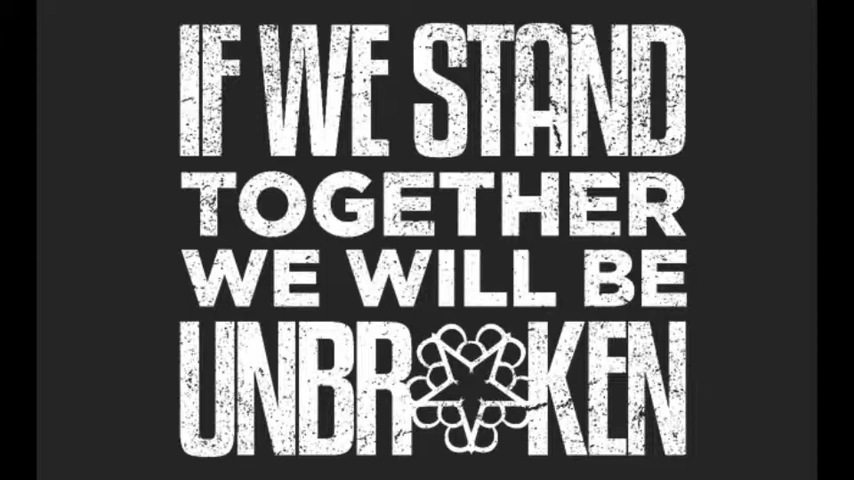 IF WE STAND
TOGETHER
WE WILL BE
UNBROKEN